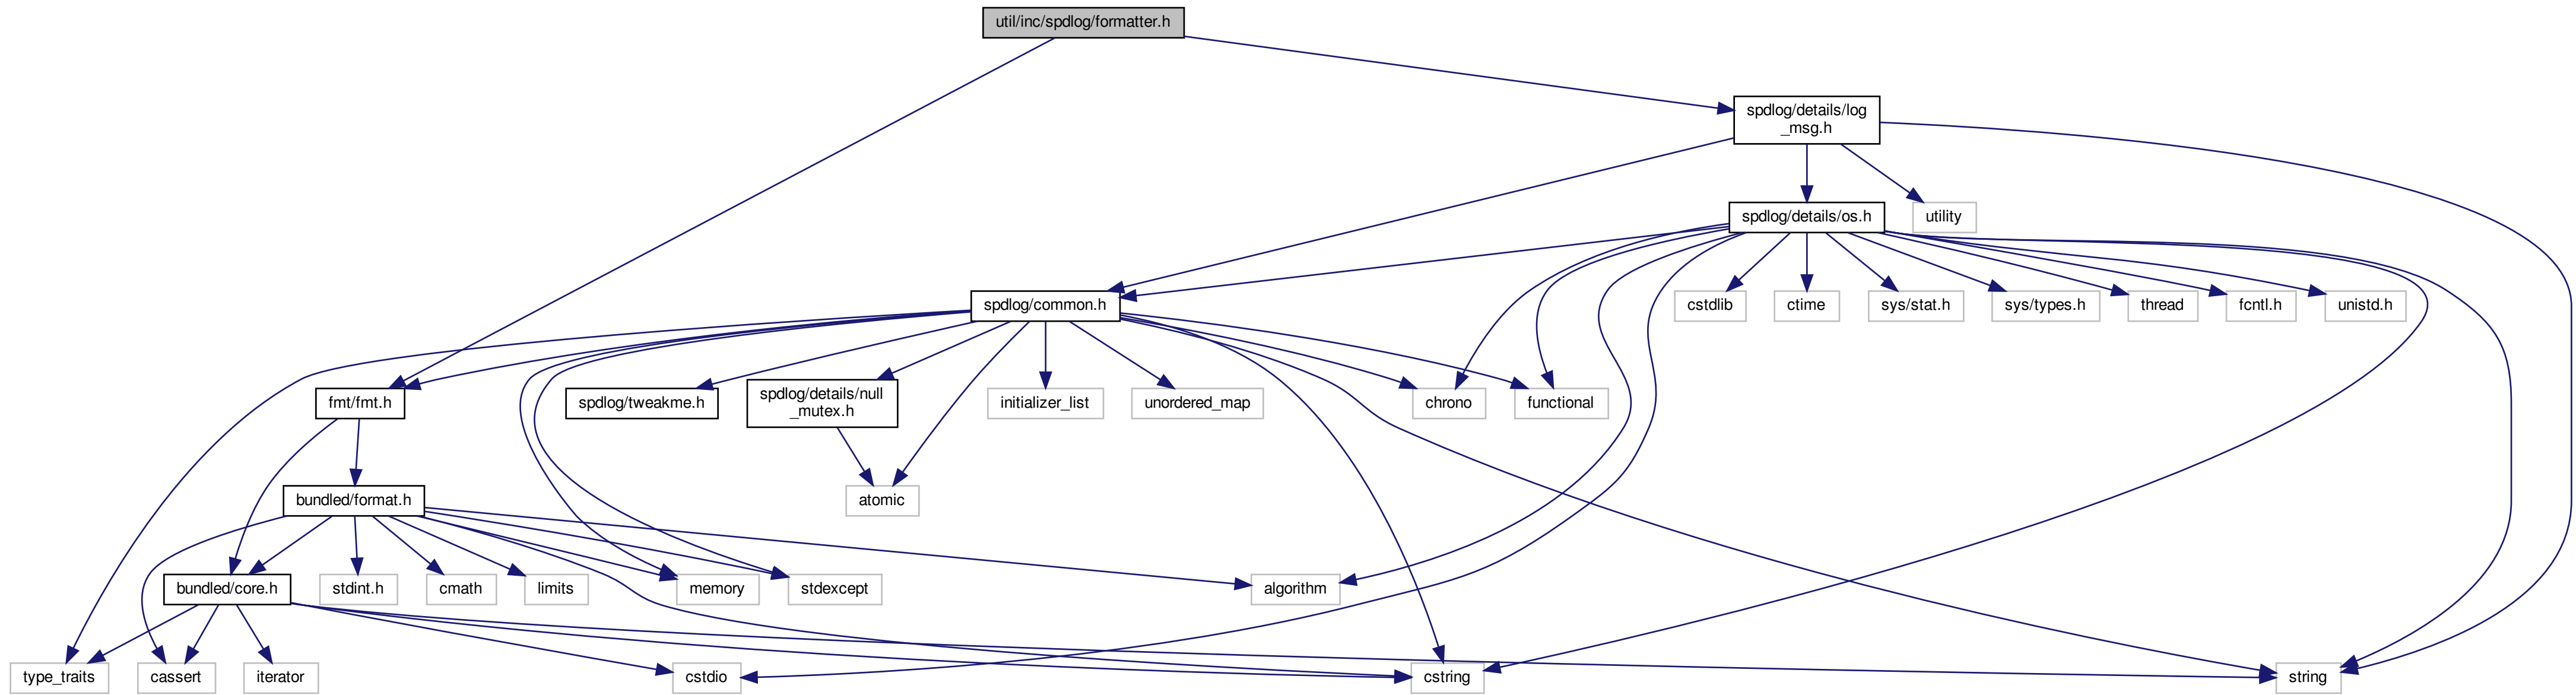 util/inc/spdlog/formatter.h
spdlog/details/log
_msg.h
spdlog/details/os.h
utility
spdlog/common.h
cstdlib
ctime
sys/stat.h
sys/types.h
thread
fcntl.h
unistd.h
fmt/fmt.h
spdlog/tweakme.h
spdlog/details/null
_mutex.h
initializer_list
unordered_map
chrono
functional
bundled/format.h
atomic
bundled/core.h
stdint.h
cmath
limits
memory
stdexcept
algorithm
type_traits
cassert
iterator
cstdio
cstring
string